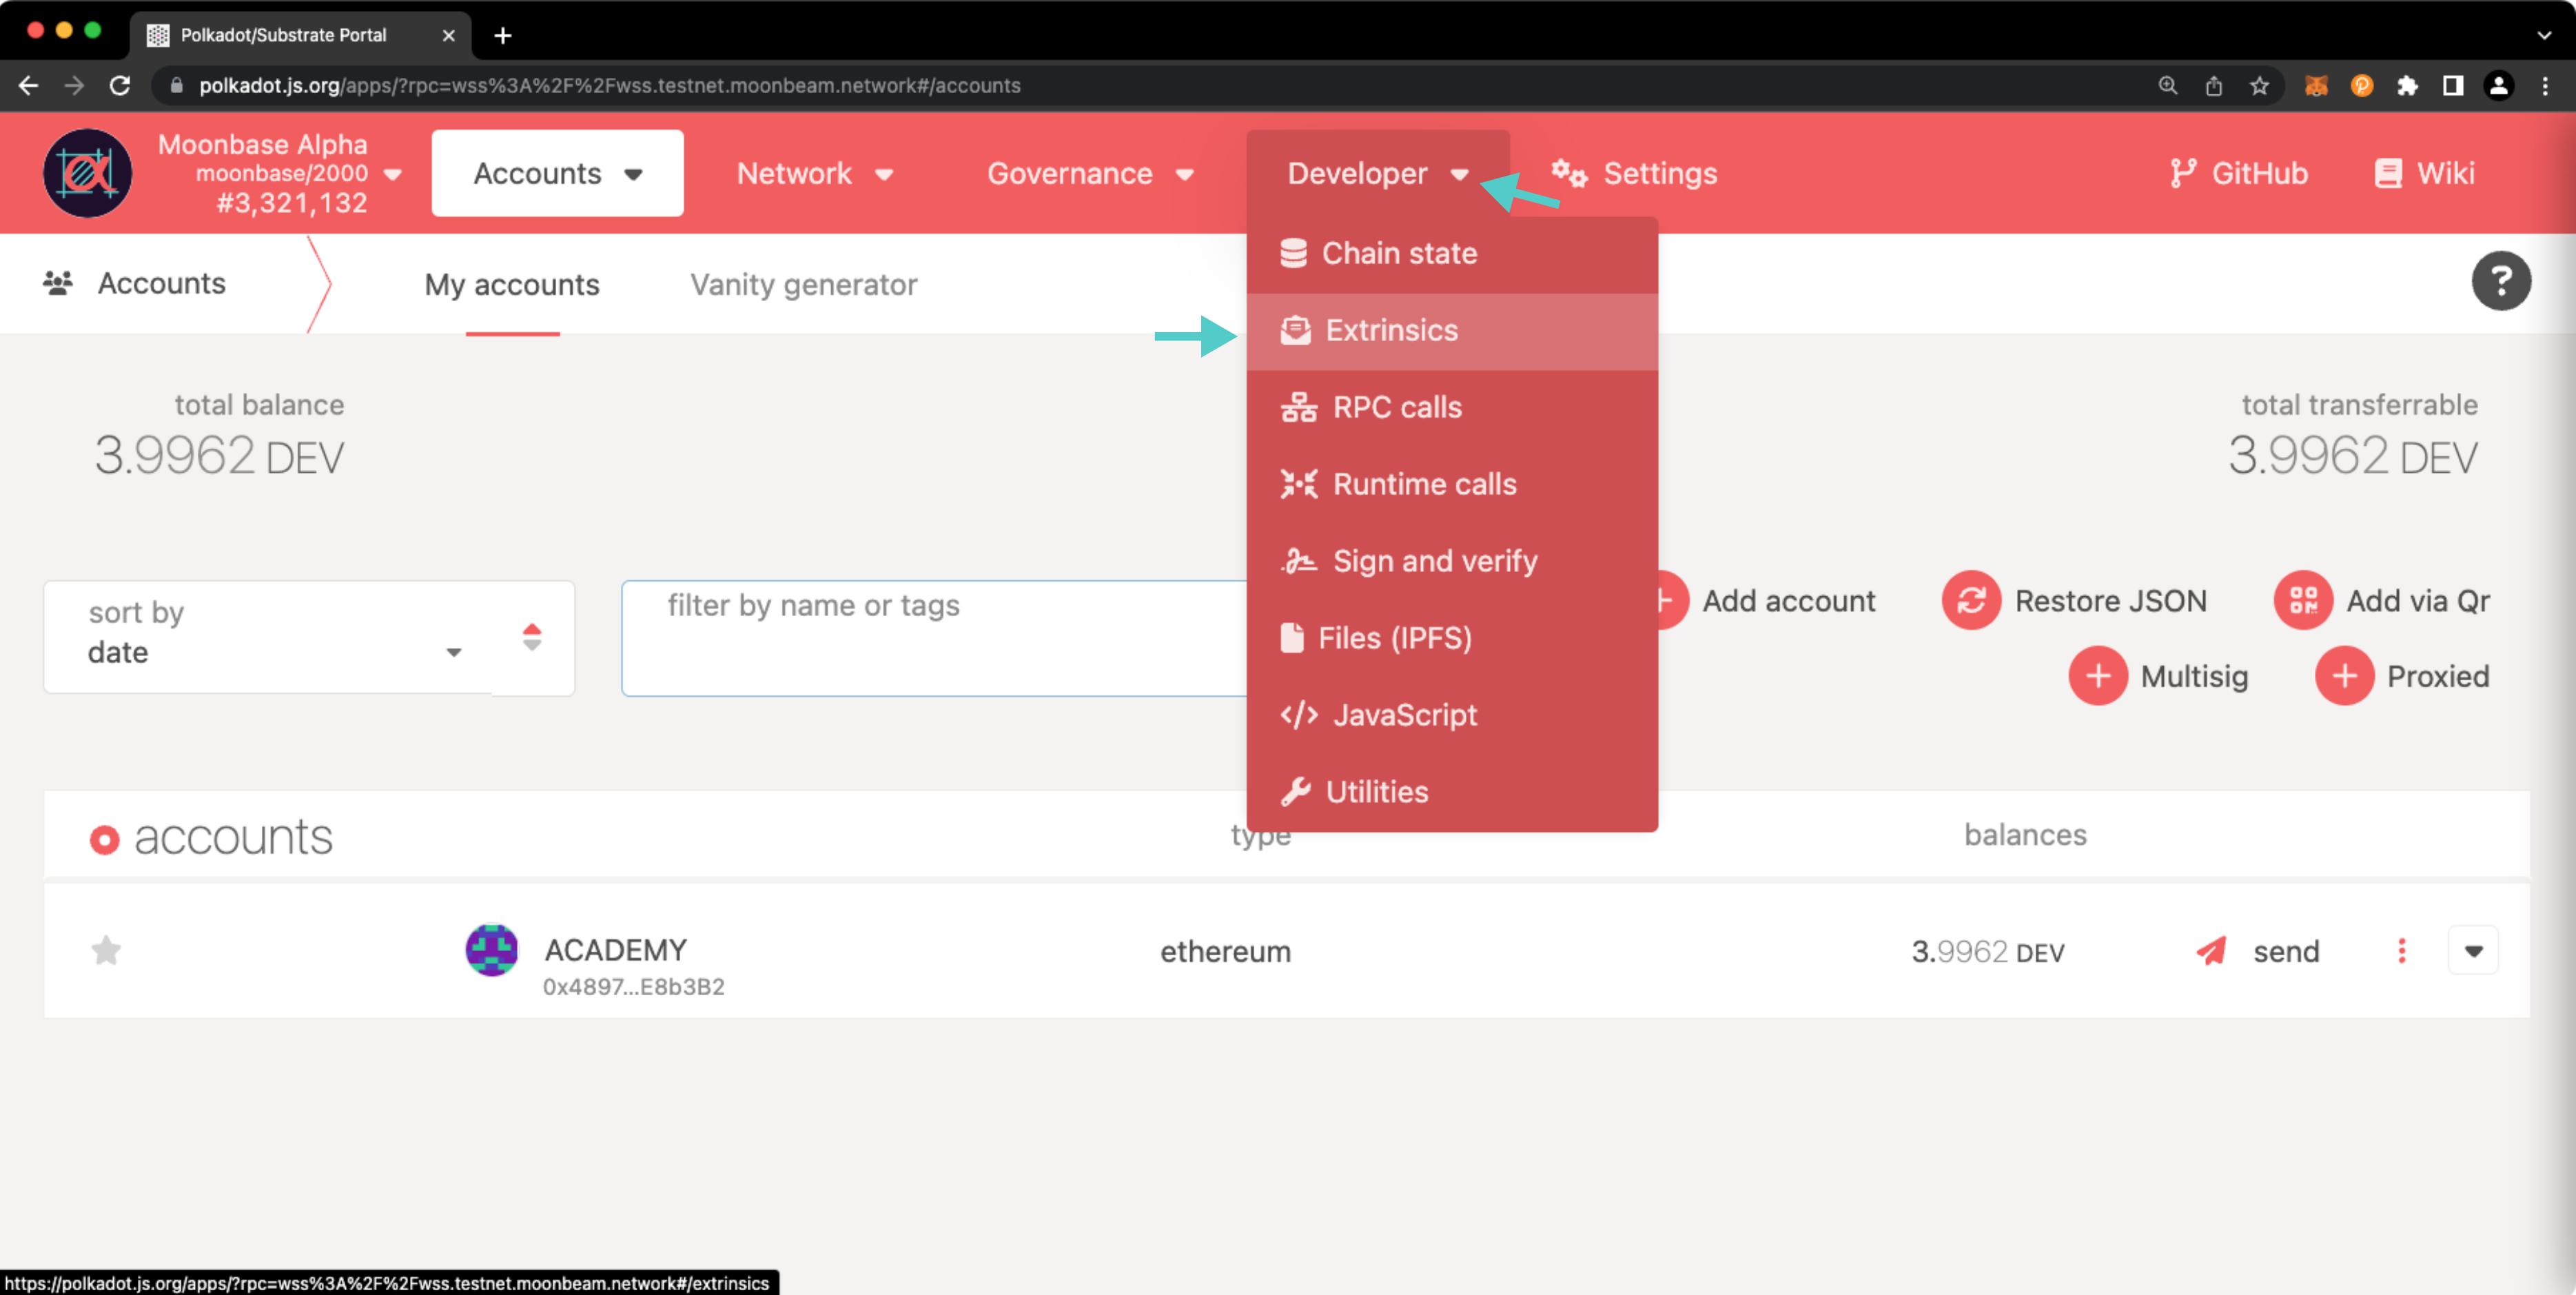 Polkadot/Substrate Portal
polkadot.js.org/apps/?rpc=wss%3A%2F%2Fwss.testnet.moonbeam.network#/accounts
Moonbase Alpha
moonbase/2000
#3,321,132
Accounts
Network
Governance
Developer
Settings
GitHub
Wiki
Accounts
My accounts
Vanity generator
?
Chain state
Extrinsics
RPC calls
Runtime calls
Sign and verify
Files (IPFS)
JavaScript
Utilities
total balance
3.9962 DEV
total transferrable
3.9962 DEV
sort by
date
filter by name or tags
Add account
Restore JSON
Add via Qr
Multisig
Proxied
accounts
type
balances
ACADEMY
0x4897...E8b3B2
ethereum
3.9962 DEV
send
https://polkadot.js.org/apps/?rpc=wss%3A%2F%2Fwss.testnet.moonbeam.network#/extrinsics